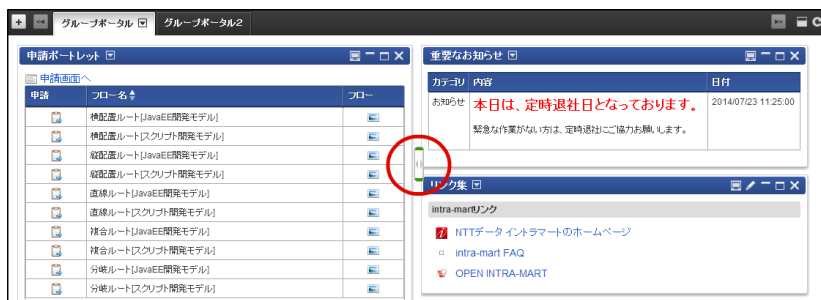 グループポータル
グループポータル2
申請ポートレット
申請画面へ
申請 フロー名 フロー
横配置ルート[JavaEE開発モデル]
横配置ルート[スクリプト開発モデル]
縦配置ルート[JavaEE開発モデル]
縦配置ルート[スクリプト開発モデル]
直線ルート[JavaEE開発モデル]
直線ルート[スクリプト開発モデル]
複合ルート[JavaEE開発モデル]
複合ルート[スクリプト開発モデル]
分岐ルート[JavaEE開発モデル]
分岐ルート[スクリプト開発モデル]
重要なお知らせ
カテゴリ 内容 日付
お知らせ 本日は、定時退社日となっております。 2014/07/23 11:25:00
緊急な作業がない方は、定時退社にご協力お願いします。
リンク集
intra-martリンク
NTTデータ イントラマートのホームページ
intra-mart FAQ
OPEN INTRA-MART